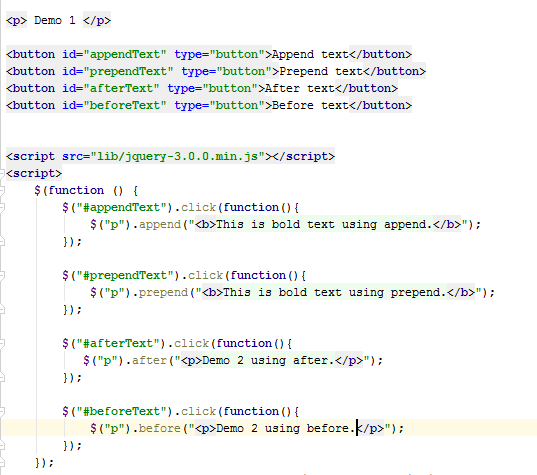 <p> Demo 1 </p>
<button id="appendText" type="button">Append text</button>
<button id="prependText" type="button">Prepend text</button>
<button id="afterText" type="button">After text</button>
<button id="beforeText" type="button">Before text</button>
<script src="lib/jquery-3.0.0.min.js"></script>
<script>
$(function () {
$("#appendText").click(function(){
$("p").append("<b>This is bold text using append.</b>");
});
$("#prependText").click(function(){
$("p").prepend("<b>This is bold text using prepend.</b>");
});
$("#afterText").click(function(){
$("p").after("<p>Demo 2 using after.</p>");
});
$("#beforeText").click(function(){
$("p").before("<p>Demo 2 using before.</p>");
});
});